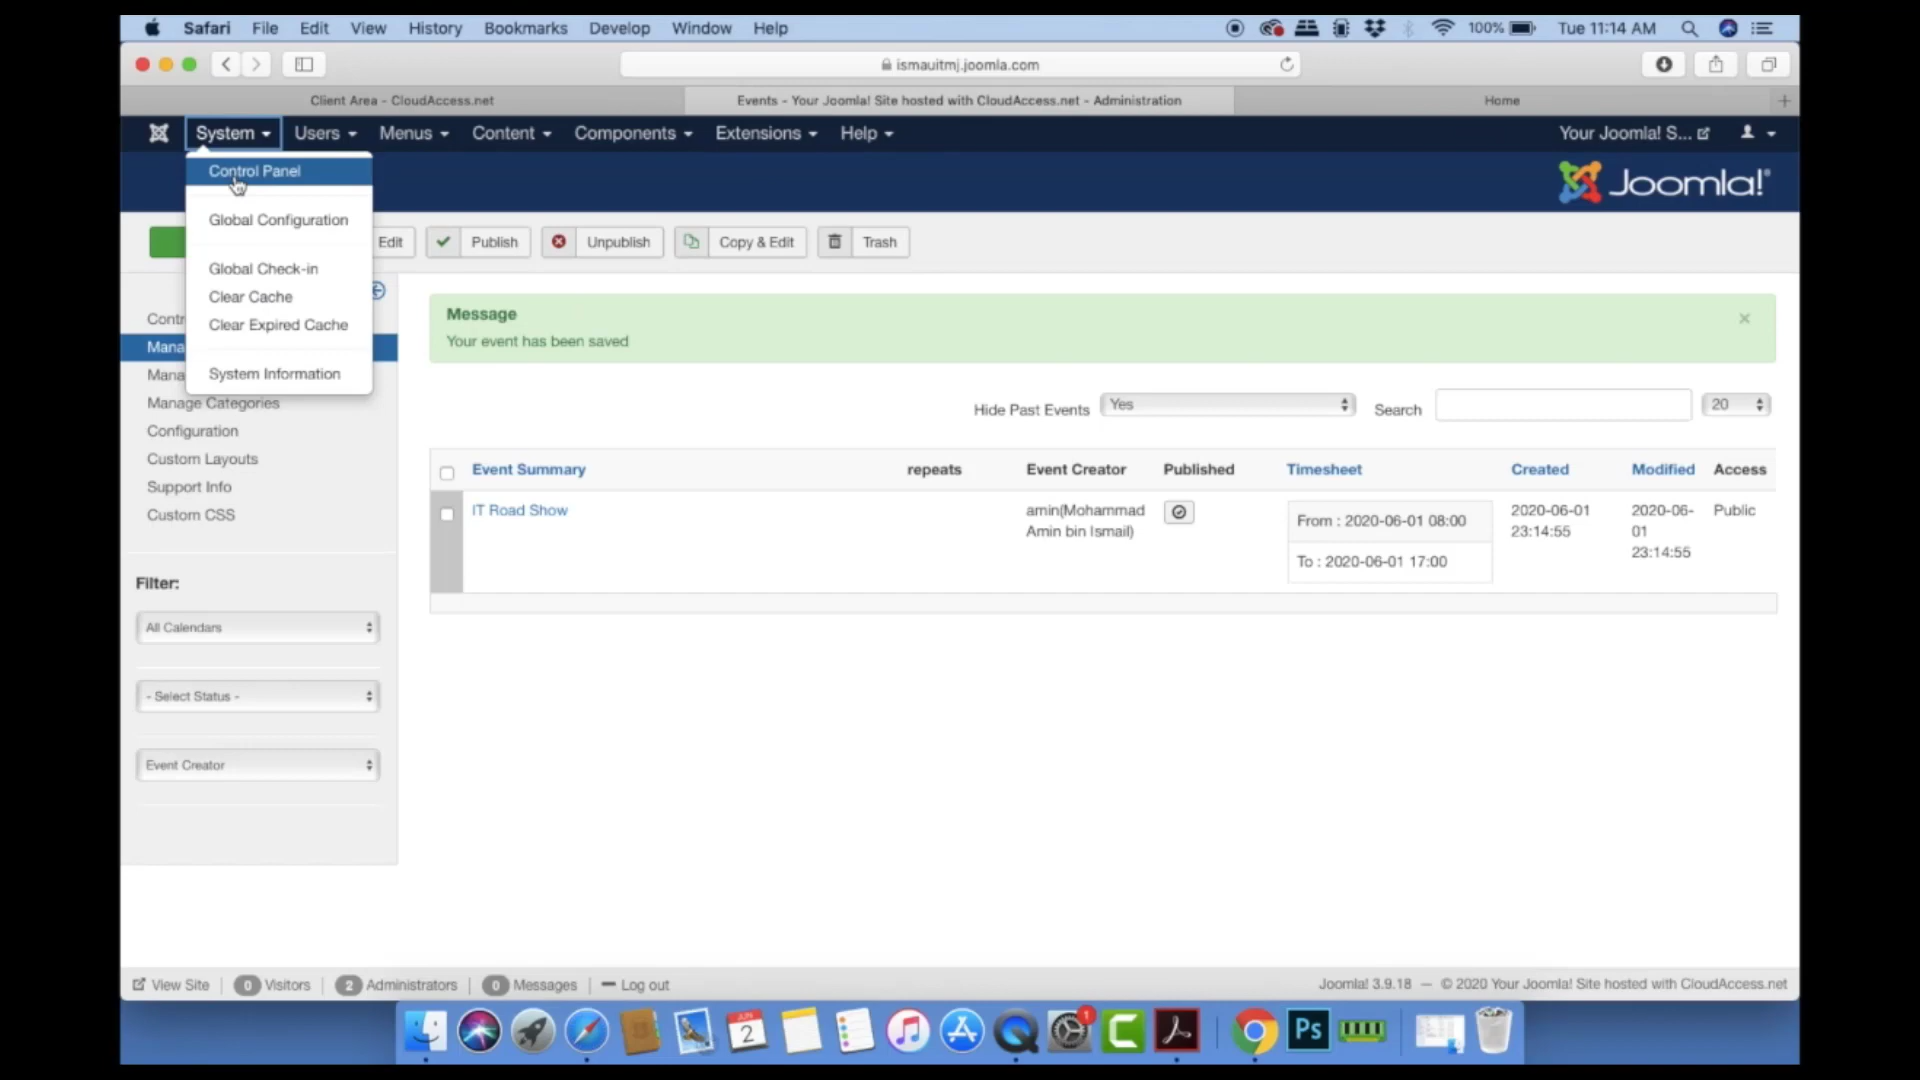 Safari File Edit View History Bookmarks Develop Window Help 100% Tue 11:14 AM
ismauitmj.joomla.com
Client Area - CloudAccess.net Events - Your Joomla! Site hosted with CloudAccess.net - Administration Home
System Users Menus Content Components Extensions Help Your Joomla! S...
Control Panel
Joomla!®
Global Configuration
Edit Publish Unpublish Copy & Edit Trash
Global Check-in
Clear Cache
Clear Expired Cache
System Information
Contr
Mana
Mana
Manage Categories
Configuration
Custom Layouts
Support Info
Custom CSS
Filter:
All Calendars
- Select Status -
Event Creator
Message
Your event has been saved
Hide Past Events Yes Search 20
Event Summary repeats Event Creator Published Timesheet Created Modified Access
IT Road Show amin(Mohammad From : 2020-06-01 08:00 2020-06-01 2020-06- Public
Amin bin Ismail) 23:14:55 01
To : 2020-06-01 17:00 23:14:55
View Site 0 Visitors 2 Administrators 0 Messages Log out Joomla! 3.9.18 — © 2020 Your Joomla! Site hosted with CloudAccess.net
JUN
2
1
Ps